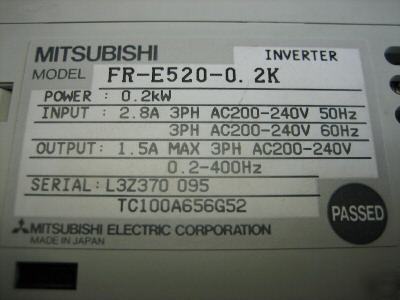 MITSUBISHI INVERTER
MODEL FR-E520-0.2K
POWER : 0.2kW
INPUT : 2.8A 3PH AC200-240V 50Hz
3PH AC200-240V 60Hz
OUTPUT: 1.5A MAX 3PH AC200-240V
0.2-400Hz
SERIAL: L3Z370 095
TC100A656G52
PASSED
MITSUBISHI ELECTRIC CORPORATION
MADE IN JAPAN